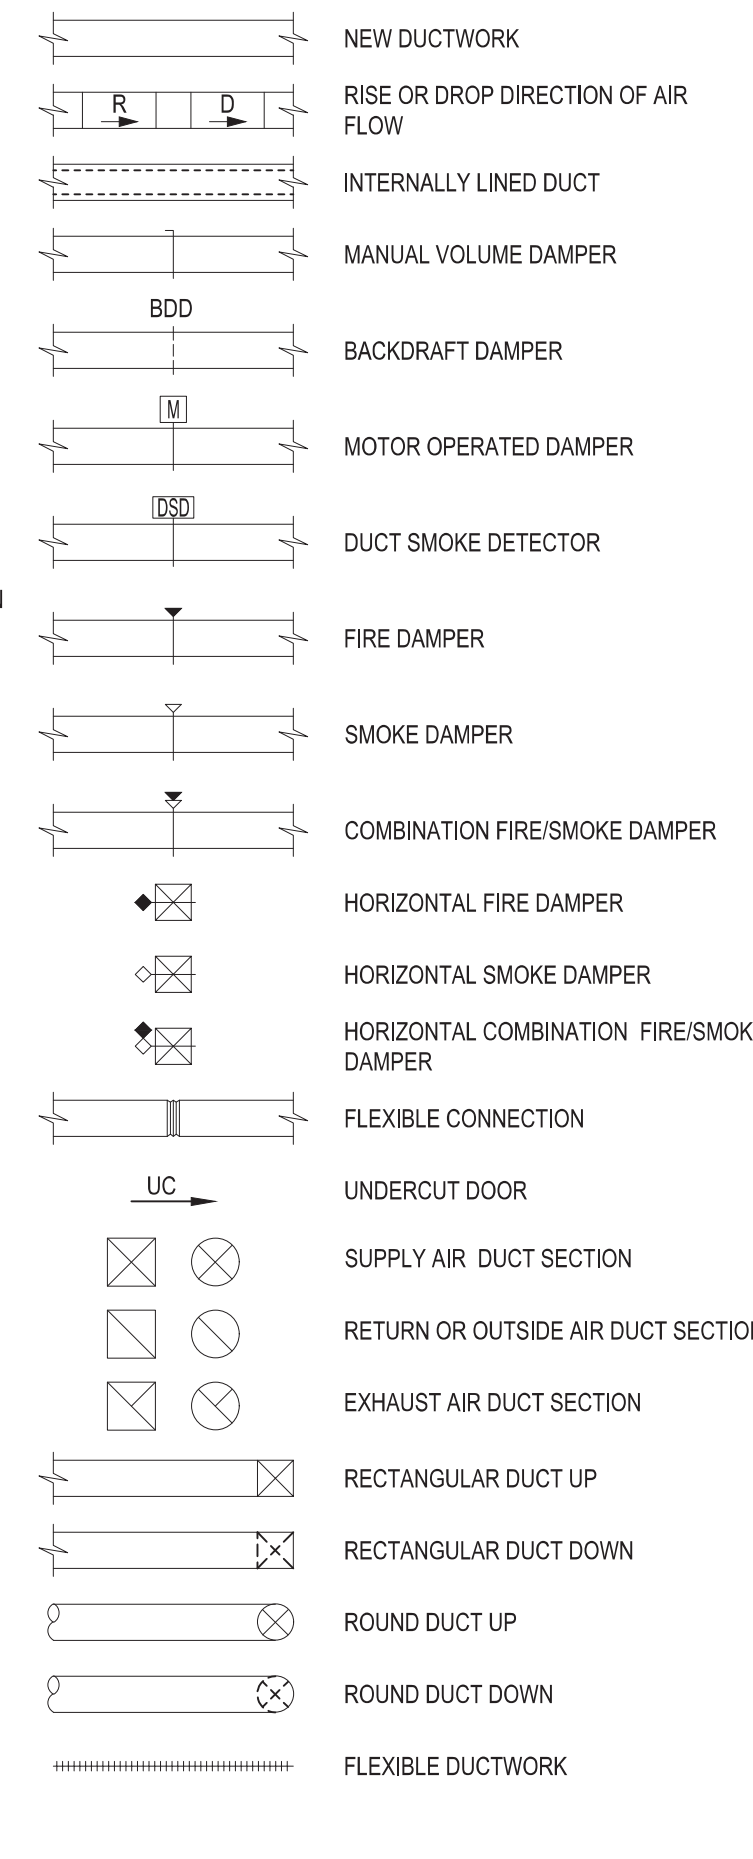 NEW DUCTWORK
R D
RISE OR DROP DIRECTION OF AIR
FLOW
INTERNALLY LINED DUCT
MANUAL VOLUME DAMPER
BDD
BACKDRAFT DAMPER
M
MOTOR OPERATED DAMPER
DSD
DUCT SMOKE DETECTOR
N
FIRE DAMPER
SMOKE DAMPER
COMBINATION FIRE/SMOKE DAMPER
HORIZONTAL FIRE DAMPER
HORIZONTAL SMOKE DAMPER
HORIZONTAL COMBINATION FIRE/SMOK
DAMPER
FLEXIBLE CONNECTION
UC
UNDERCUT DOOR
SUPPLY AIR DUCT SECTION
RETURN OR OUTSIDE AIR DUCT SECTIO
EXHAUST AIR DUCT SECTION
RECTANGULAR DUCT UP
RECTANGULAR DUCT DOWN
ROUND DUCT UP
ROUND DUCT DOWN
FLEXIBLE DUCTWORK